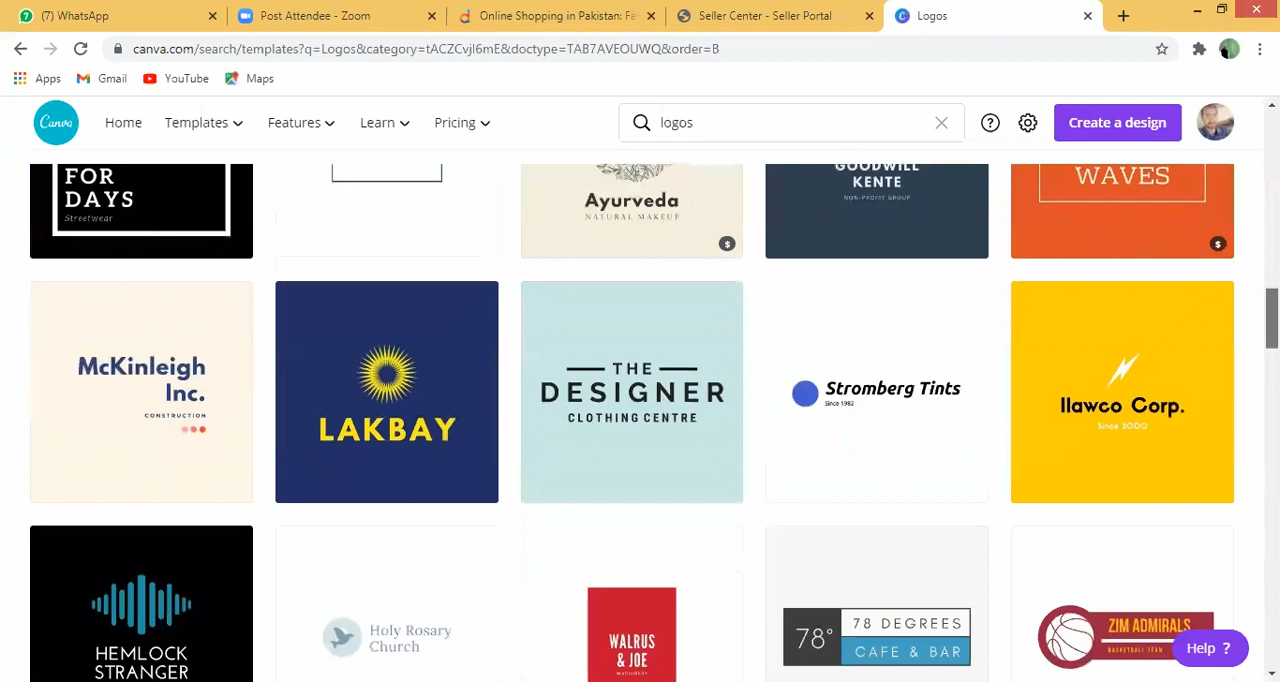 (7) WhatsApp
Post Attendee - Zoom
Online Shopping in Pakistan: Fa
Seller Center - Seller Portal
Logos
canva.com/search/templates?q=Logos&category=tACZCvjI6mE&doctype=TAB7AVEOUWQ&order=B
Apps
Gmail
YouTube
Maps
Canva
Home
Templates
Features
Learn
Pricing
logos
Create a design
FOR
DAYS
Streetwear
Ayurveda
NATURAL MAKEUP
$
GOODWILL
KENTE
NON-PROFIT GROUP
WAVES
$
McKinleigh
Inc.
CONSTRUCTION
LAKBAY
THE
DESIGNER
CLOTHING CENTRE
Stromberg Tints
Since 1982
Ilawco Corp.
Since 2000
HEMLOCK
STRANGER
Holy Rosary
Church
WALRUS
& JOE
MACHINERY
78°
78 DEGREES
CAFE & BAR
ZIM ADMIRALS
BASKETBALL TEAM
Help ?